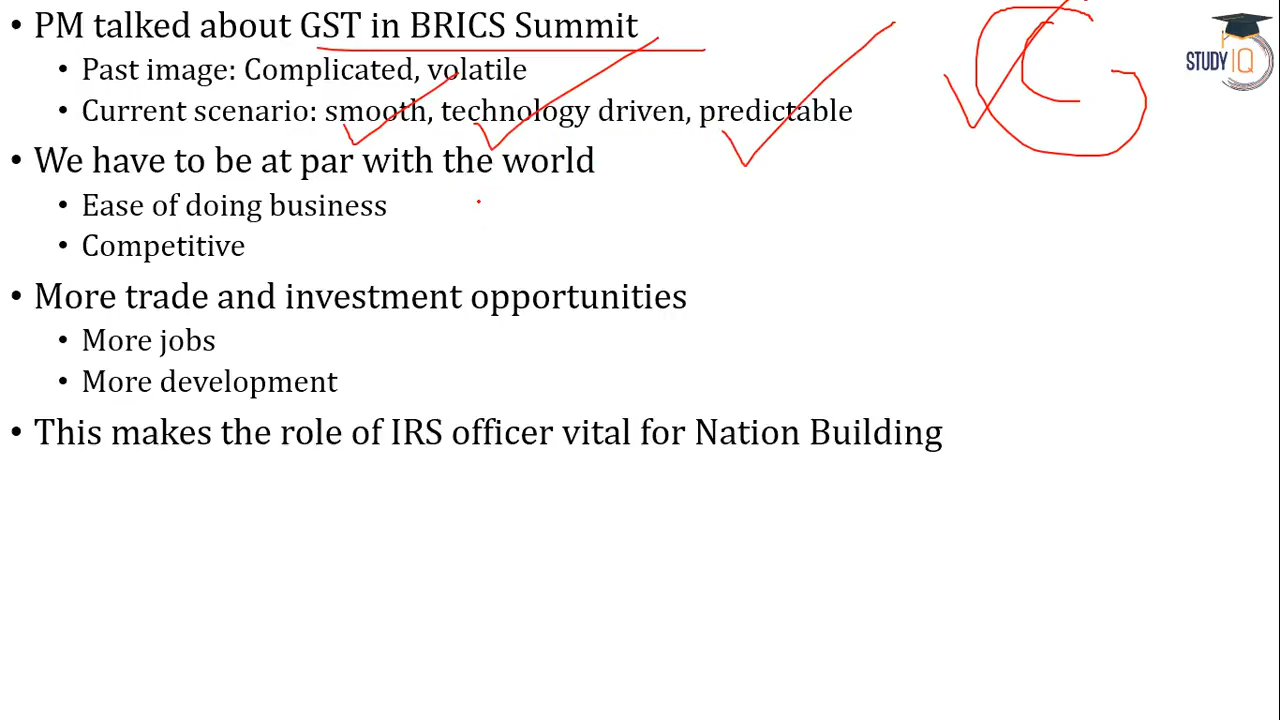 • PM talked about GST in BRICS Summit
• Past image: Complicated, volatile
• Current scenario: smooth, technology driven, predictable
• We have to be at par with the world
• Ease of doing business
• Competitive
• More trade and investment opportunities
• More jobs
• More development
• This makes the role of IRS officer vital for Nation Building
STUDY IQ